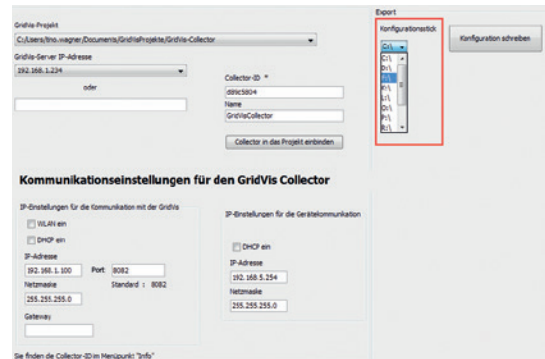 Export
GridVis-Projekt
C:/Users/tino.wagner/Documents/GridVisProjekte/GridVis-Collector
Konfigurationsstick
Konfiguration schreiben
C:\
C:\
D:\
F:\
K:\
L:\
O:\
P:\
R:\
GridVis-Server IP-Adresse
192.168.1.234
oder
Collector-ID *
d89c5804
Name
GridVisCollector
Collector in das Projekt einbinden
Kommunikationseinstellungen für den GridVis Collector
IP-Einstellungen für die Kommunikation mit der GridVis
WLAN ein
DHCP ein
IP-Adresse
192.168.1.100 Port 8082
Netzmaske Standard : 8082
255.255.255.0
Gateway
IP-Einstellungen für die Gerätekommunkation
DHCP ein
IP-Adresse
192.168.5.254
Netzmaske
255.255.255.0
Sie finden die Collector-ID im Menüpunkt "Info"